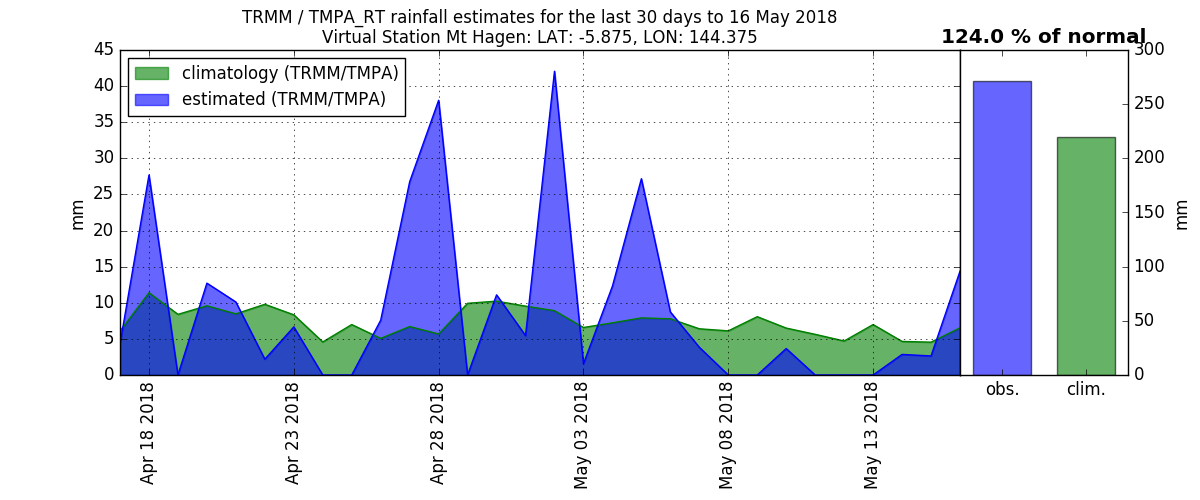 TRMM / TMPA_RT rainfall estimates for the last 30 days to 16 May 2018
Virtual Station Mt Hagen: LAT: -5.875, LON: 144.375
124.0 % of normal
climatology (TRMM/TMPA)
estimated (TRMM/TMPA)
mm
45
40
35
30
25
20
15
10
5
0
Apr 18 2018
Apr 23 2018
Apr 28 2018
May 03 2018
May 08 2018
May 13 2018
300
250
200
150
100
50
0
mm
obs.
clim.